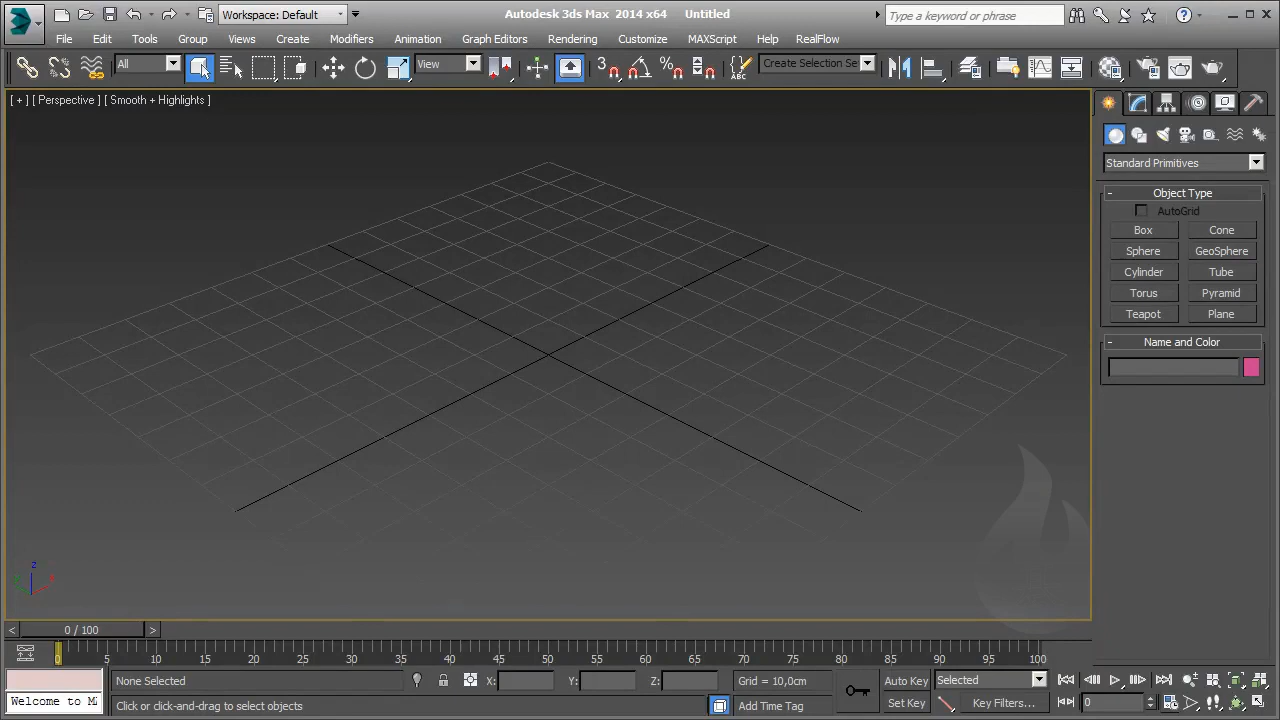 Workspace: Default
Autodesk 3ds Max 2014 x64 Untitled
Type a keyword or phrase
File Edit Tools Group Views Create Modifiers Animation Graph Editors Rendering Customize MAXScript Help RealFlow
All
View
3
Create Selection Se
[ + ] [ Perspective ] [ Smooth + Highlights ]
Standard Primitives
- Object Type
AutoGrid
Box Cone
Sphere GeoSphere
Cylinder Tube
Torus Pyramid
Teapot Plane
- Name and Color
z
< 0 / 100 >
0 5 10 15 20 25 30 35 40 45 50 55 60 65 70 75 80 85 90 95 100
None Selected X: Y: Z: Grid = 10,0cm Auto Key Selected
Welcome to M
Click or click-and-drag to select objects Add Time Tag Set Key Key Filters... 0